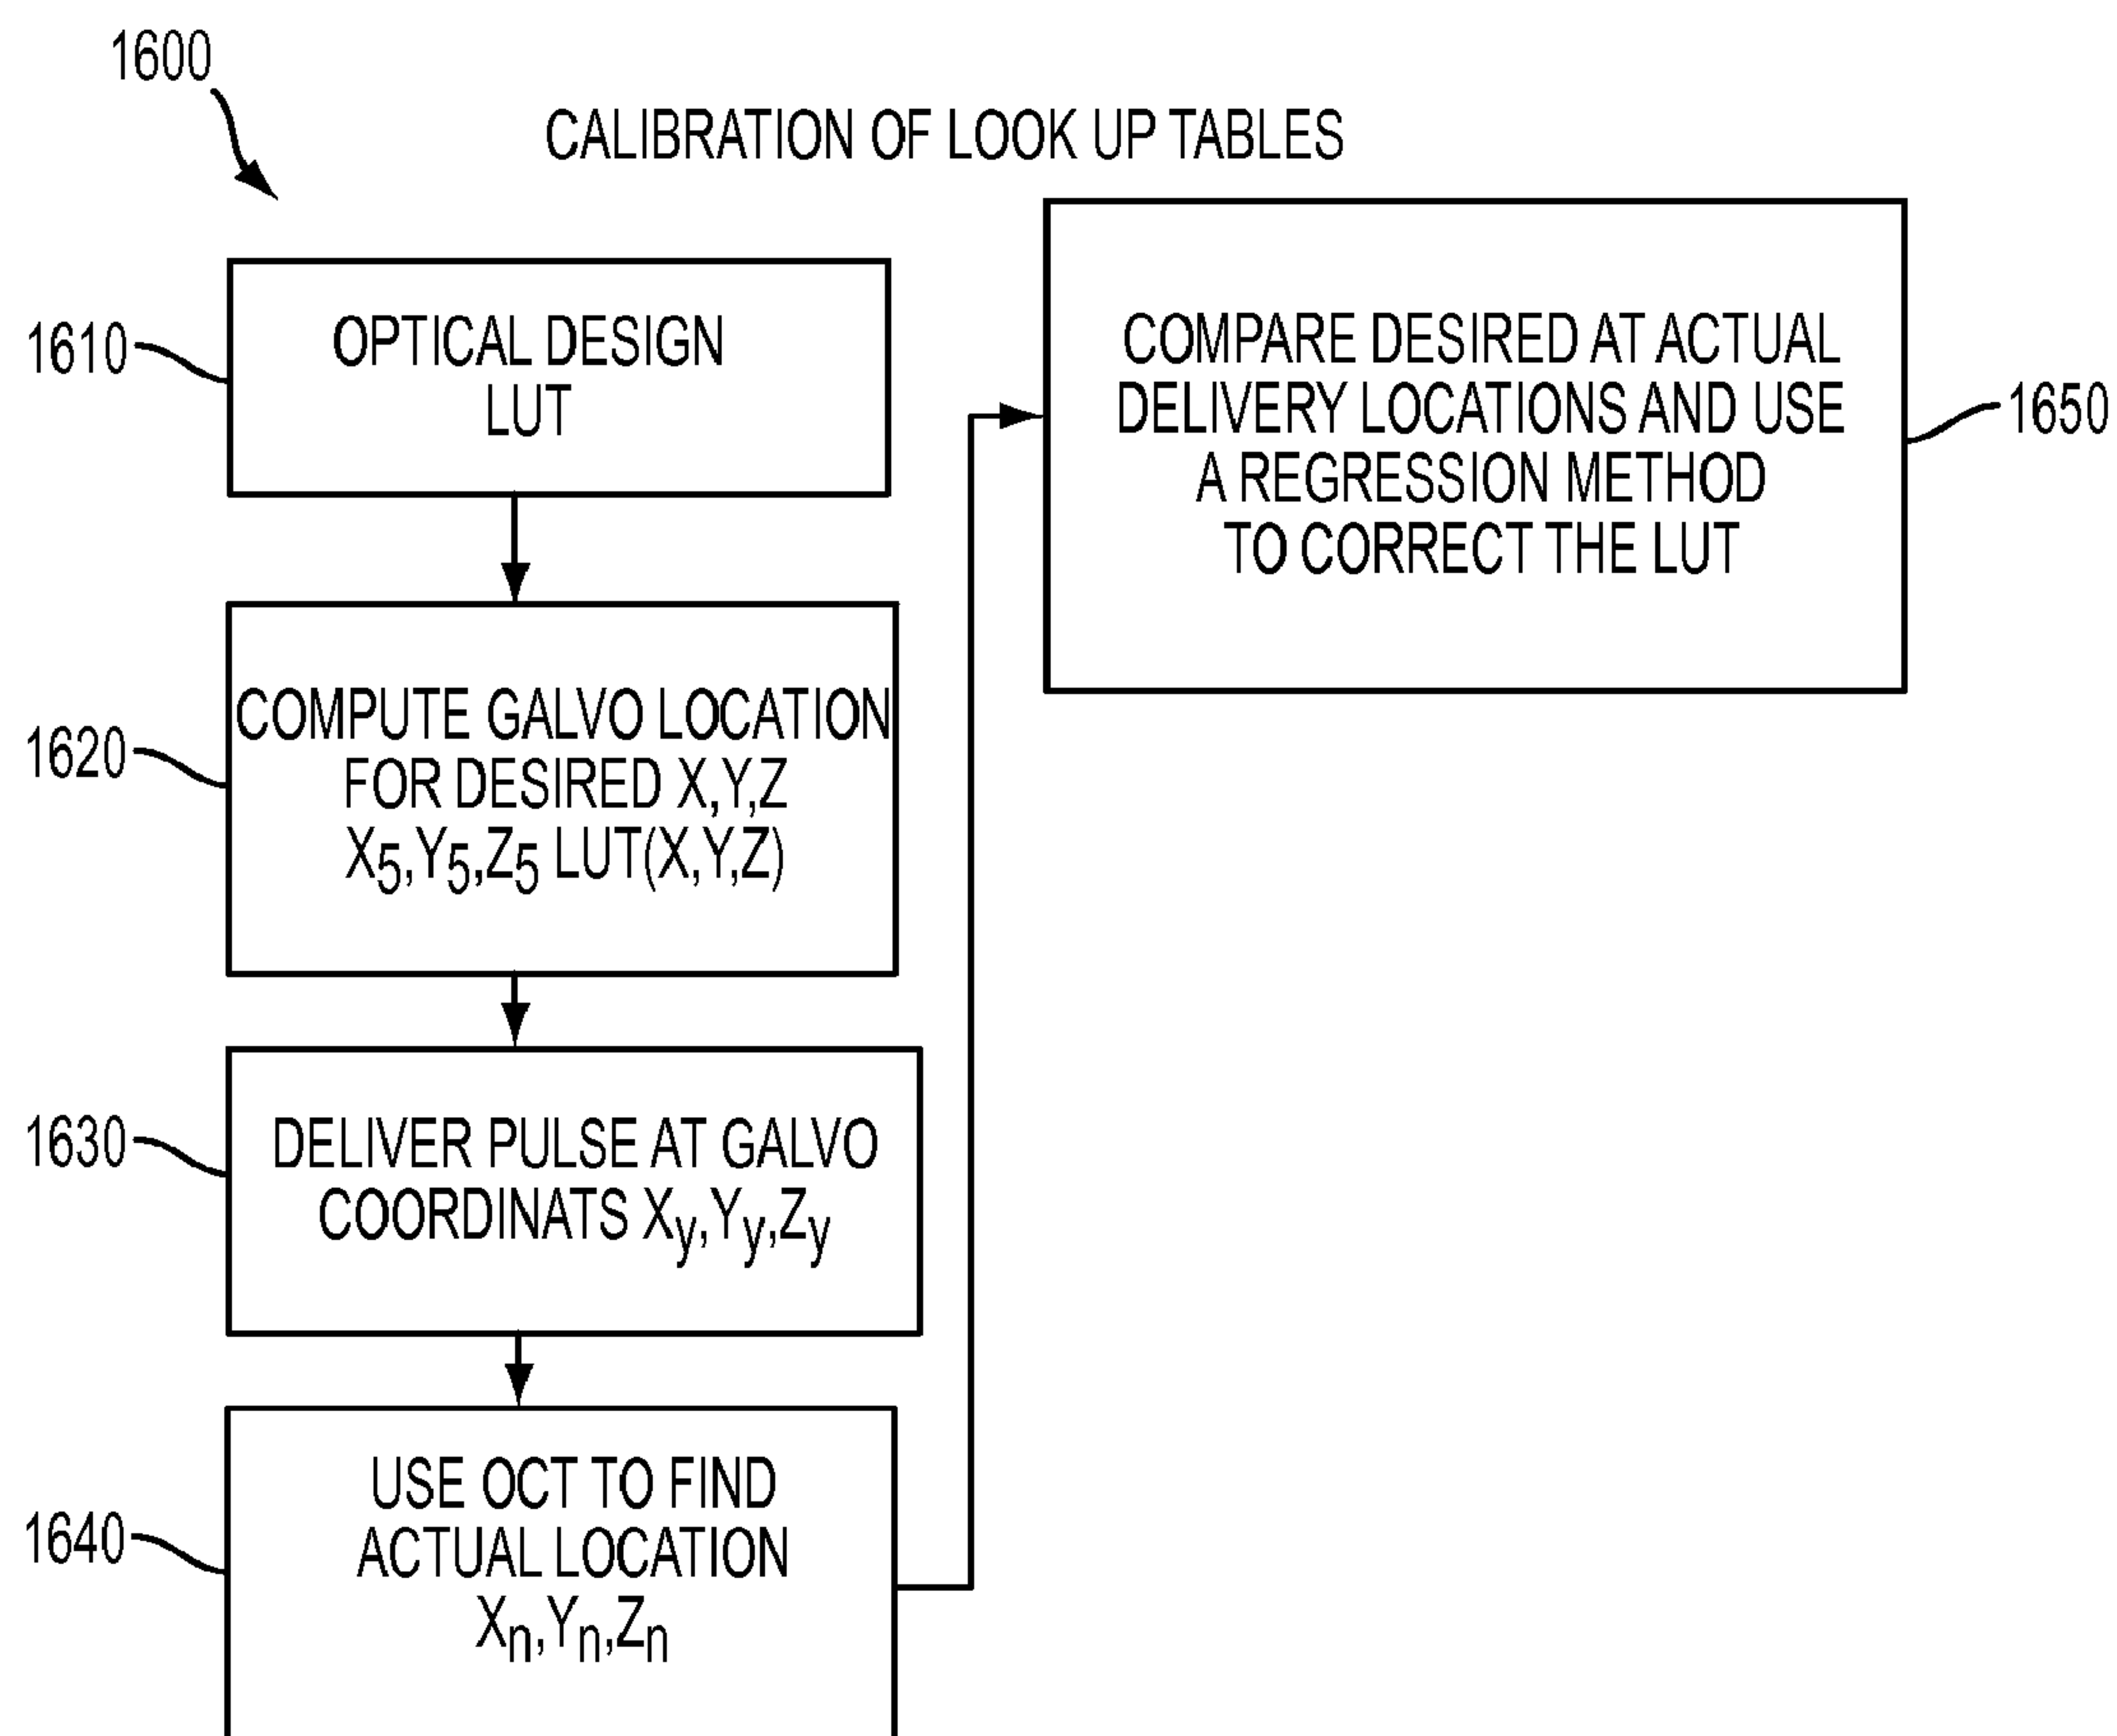 1600
CALIBRATION OF LOOK UP TABLES
1610
OPTICAL DESIGN
LUT
1620
COMPUTE GALVO LOCATION
FOR DESIRED X,Y,Z
X5,Y5,Z5 LUT(X,Y,Z)
1630
DELIVER PULSE AT GALVO
COORDINATS Xy,Yy,Zy
1640
USE OCT TO FIND
ACTUAL LOCATION
Xn,Yn,Zn
COMPARE DESIRED AT ACTUAL
DELIVERY LOCATIONS AND USE
A REGRESSION METHOD
TO CORRECT THE LUT
1650